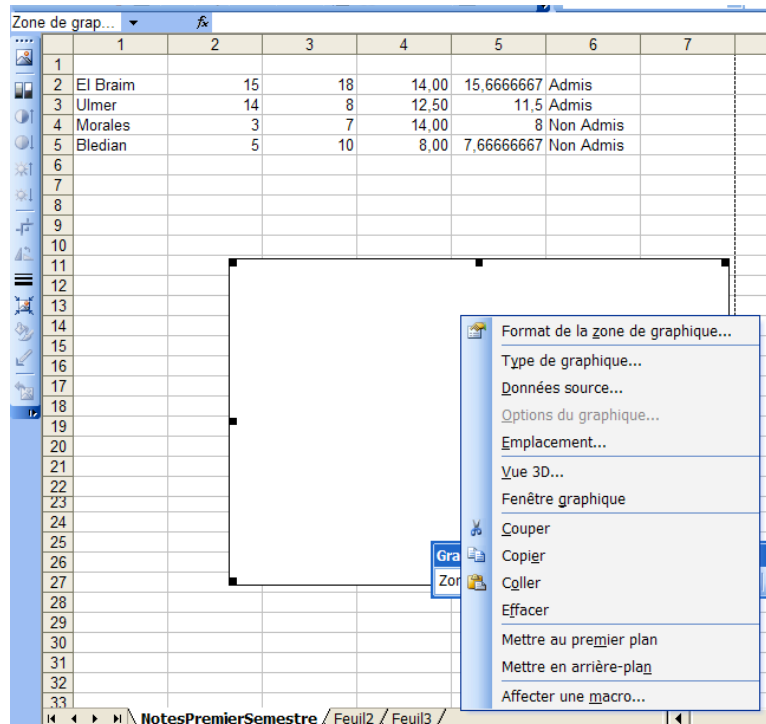 Zone de grap... fx
1 2 3 4 5 6 7
1
2 El Braim 15 18 14,00 15,6666667 Admis
3 Ulmer 14 8 12,50 11,5 Admis
4 Morales 3 7 14,00 8 Non Admis
5 Bledian 5 10 8,00 7,66666667 Non Admis
6
7
8
9
10
11
12
13
14
15
16
17
18
19
20
21
22
23
24
25
26
27
28
29
30
31
32
33
Format de la zone de graphique...
Type de graphique...
Données source...
Options du graphique...
Emplacement...
Vue 3D...
Fenêtre graphique
Couper
Copier
Coller
Effacer
Mettre au premier plan
Mettre en arrière-plan
Affecter une macro...
Gra
Zor
NotesPremierSemestre / Feuil2 / Feuil3 /